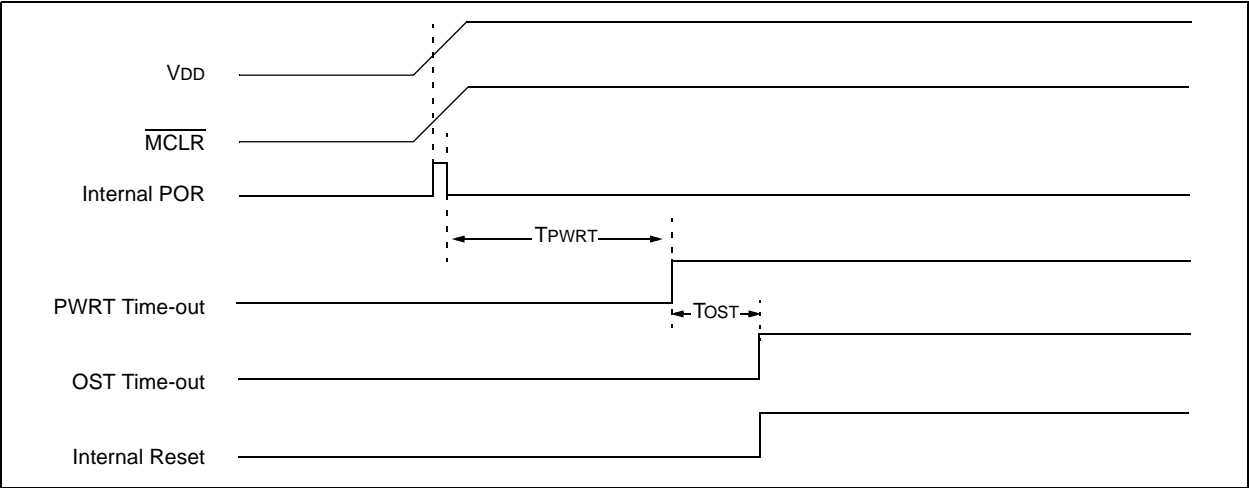 VDD
MCLR
Internal POR
TPWRT
PWRT Time-out
TOST
OST Time-out
Internal Reset